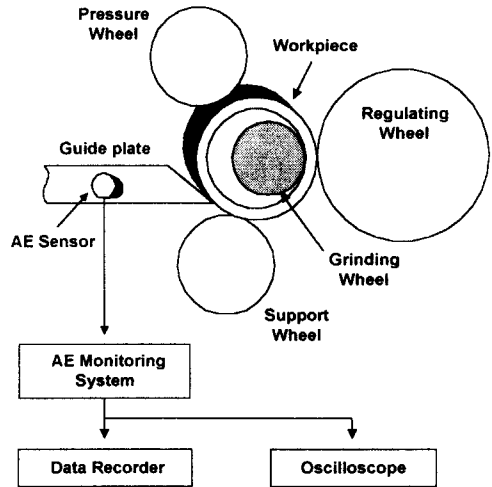 Pressure
Wheel
Workpiece
Regulating
Wheel
Guide plate
AE Sensor
Grinding
Wheel
Support
Wheel
AE Monitoring
System
Data Recorder
Oscilloscope